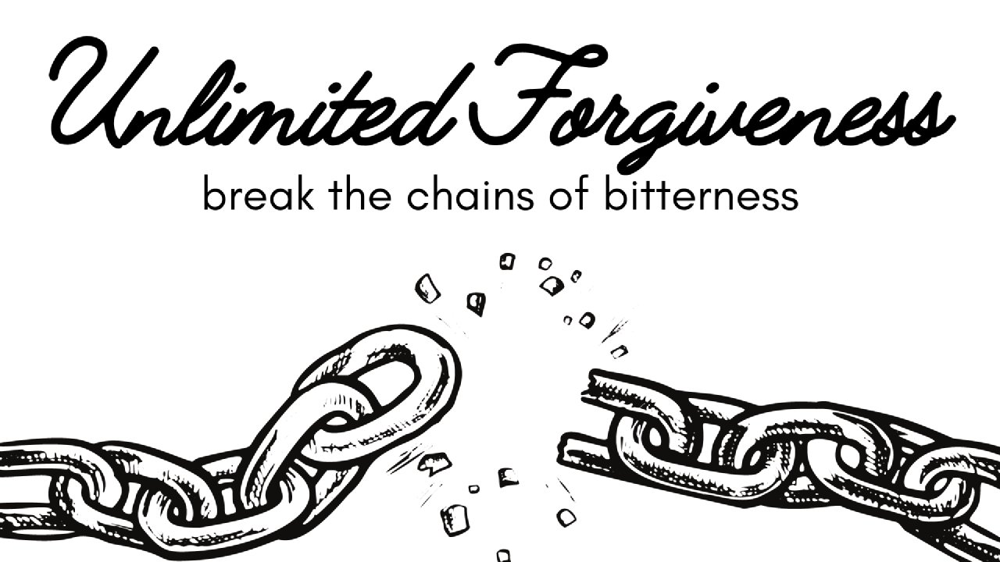 Unlimited Forgiveness
break the chains of bitterness